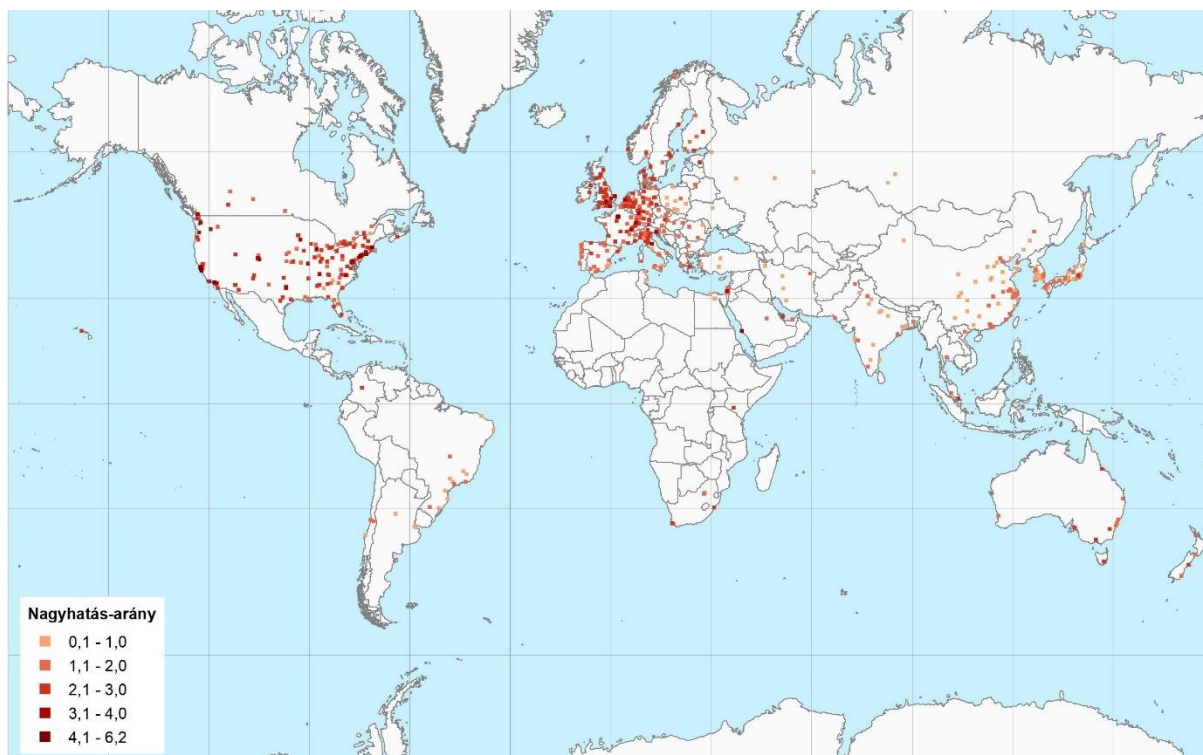 Nagyhatás-arány
0,1 - 1,0
1,1 - 2,0
2,1 - 3,0
3,1 - 4,0
4,1 - 6,2